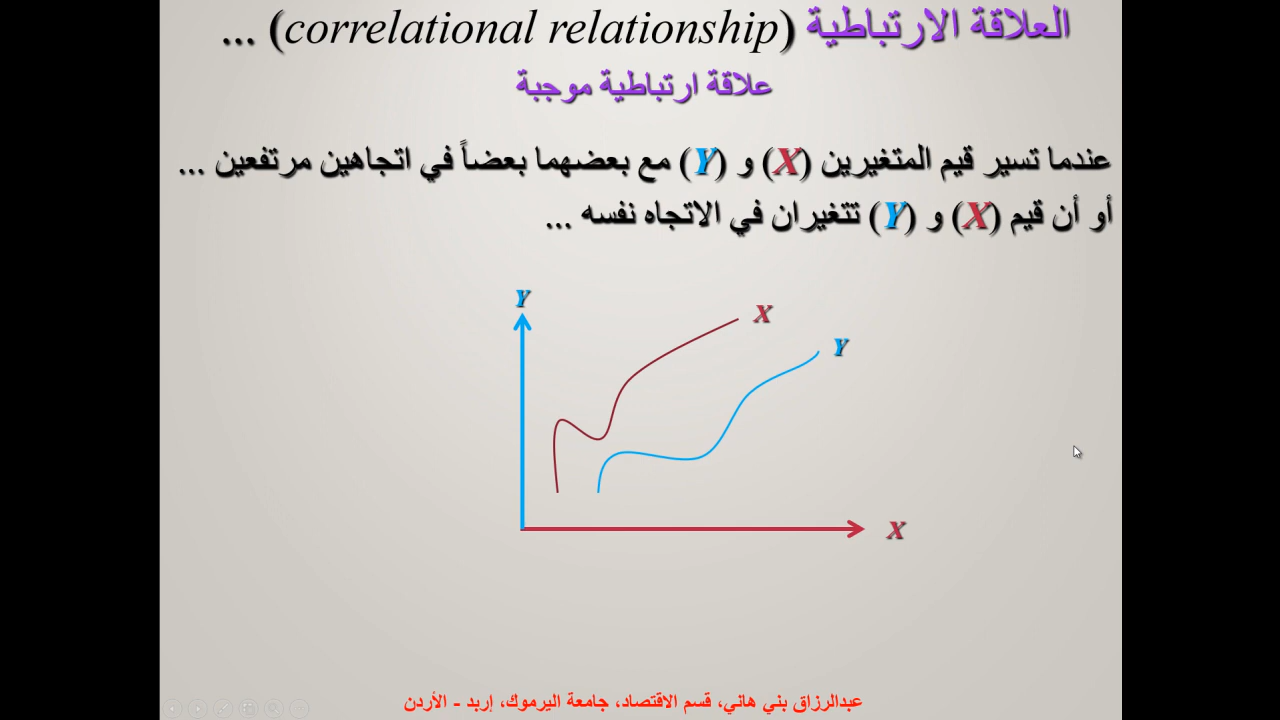 العلاقة الارتباطية (correlational relationship) ...
علاقة ارتباطية موجبة
عندما تسير قيم المتغيرين (X) و (Y) مع بعضهما بعضاً في اتجاهين مرتفعين ...
أو أن قيم (X) و (Y) تتغيران في الاتجاه نفسه ...
Y
X
Y
X
عبدالرزاق بني هاني، قسم الاقتصاد، جامعة اليرموك، إربد - الأردن